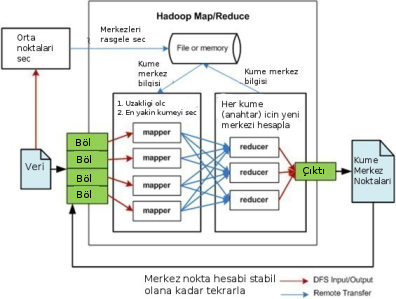 Hadoop Map/Reduce
Merkezleri
rasgele sec
Orta
noktalari
sec
File or memory
Kume merkez
bilgisi
Kume merkez
bilgisi
1. Uzakligi olc
2. En yakin kumeyi sec
Her kume
(anahtar) icin yeni
merkezi hesapla
mapper
mapper
mapper
mapper
reducer
reducer
reducer
Veri
Böl
Böl
Böl
Böl
Çıktı
Kume
Merkez
Noktalari
Merkez nokta hesabi stabil
olana kadar tekrarla
DFS Input/Output
Remote Transfer